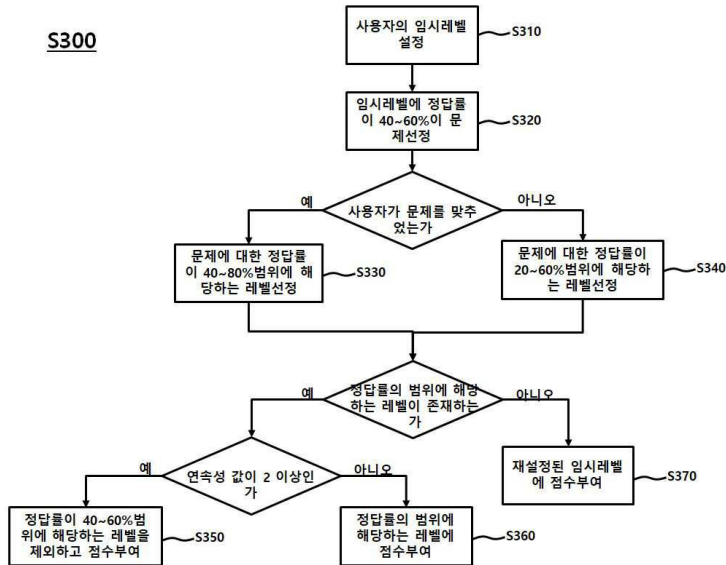 S300
사용자의 임시레벨
설정
S310
임시레벨에 정답률
이 40~60%이 문
제선정
S320
예
사용자가 문제를 맞추
었는가
아니오
문제에 대한 정답률
이 40~80%범위에 해
당하는 레벨선정
S330
문제에 대한 정답률이
20~60%범위에 해당하
는 레벨선정
S340
예
정답률의 범위에 해당
하는 레벨이 존재하는
가
아니오
예
연속성 값이 2 이상인
가
아니오
재설정된 임시레벨
에 점수부여
S370
정답률이 40~60%범
위에 해당하는 레벨을
제외하고 점수부여
S350
정답률의 범위에
해당하는 레벨에
점수부여
S360